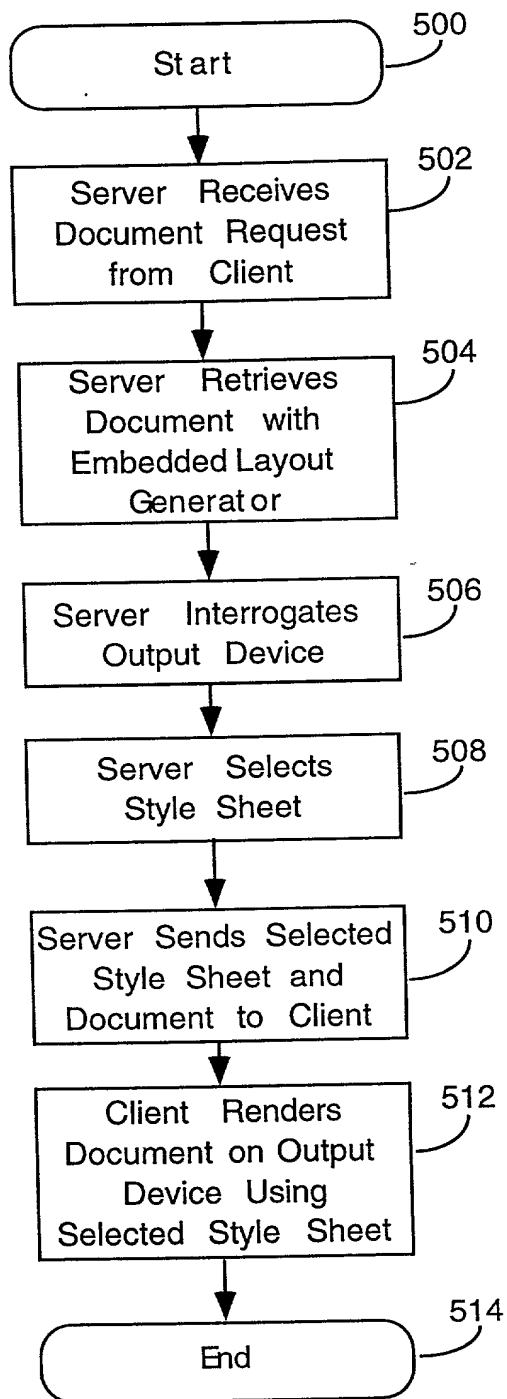 500
Start
502
Server Receives
Document Request
from Client
504
Server Retrieves
Document with
Embedded Layout
Generator
506
Server Interrogates
Output Device
508
Server Selects
Style Sheet
510
Server Sends Selected
Style Sheet and
Document to Client
512
Client Renders
Document on Output
Device Using
Selected Style Sheet
514
End